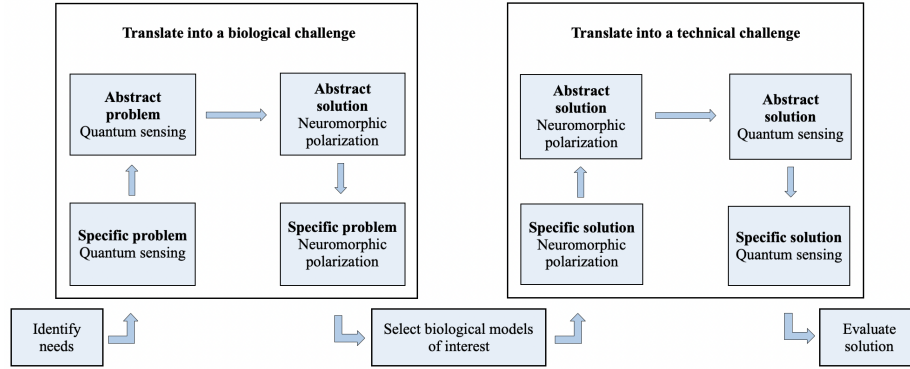 Translate into a biological challenge
Abstract
problem
Quantum sensing
Abstract
solution
Neuromorphic
polarization
Specific problem
Quantum sensing
Specific problem
Neuromorphic
polarization
Translate into a technical challenge
Abstract
solution
Neuromorphic
polarization
Abstract
solution
Quantum sensing
Specific solution
Neuromorphic
polarization
Specific solution
Quantum sensing
Identify
needs
Select biological models
of interest
Evaluate
solution